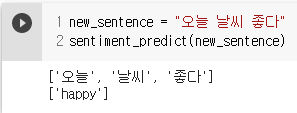 1 new_sentence = "오늘 날씨 좋다"
2 sentiment_predict(new_sentence)
['오늘', '날씨', '좋다']
['happy']